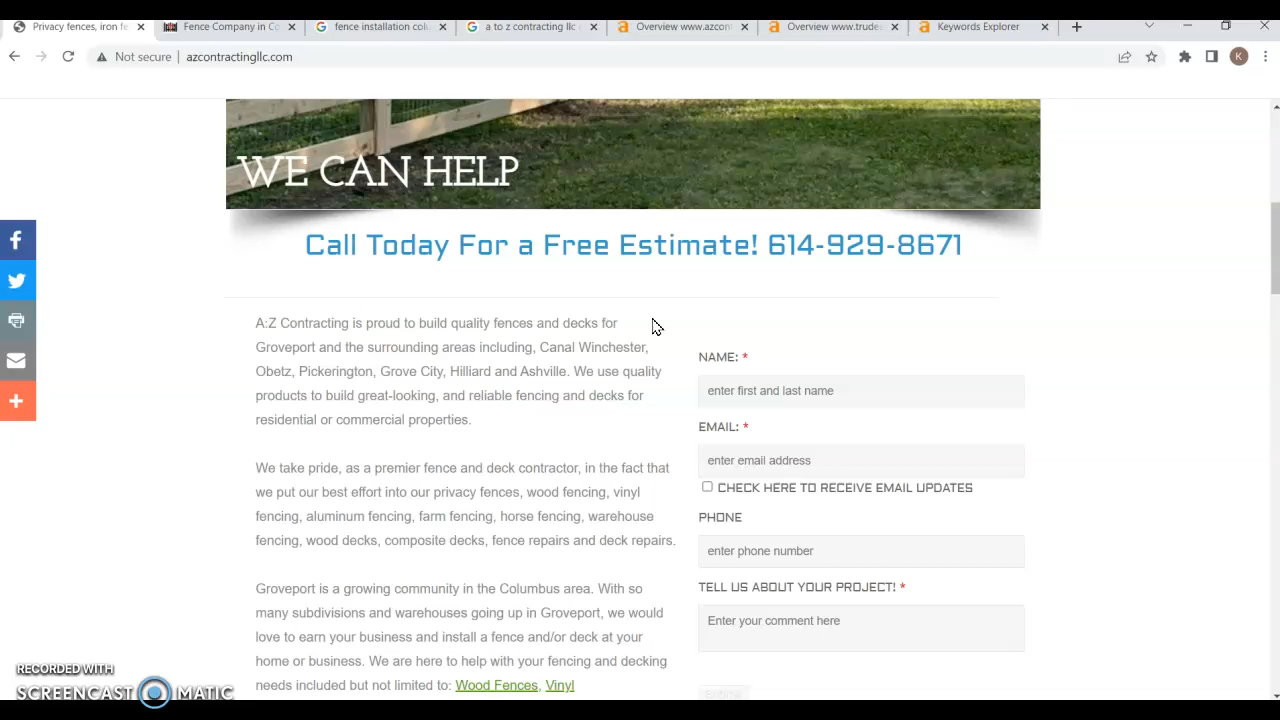 Privacy fences, iron fe
Fence Company in Co
fence installation colu
a to z contracting llc
Overview www.azcont
Overview www.trudes
Keywords Explorer
Not secure
azcontractingllc.com
K
WE CAN HELP
Call Today For a Free Estimate! 614-929-8671
A:Z Contracting is proud to build quality fences and decks for
Groveport and the surrounding areas including, Canal Winchester,
Obetz, Pickerington, Grove City, Hilliard and Ashville. We use quality
products to build great-looking, and reliable fencing and decks for
residential or commercial properties.
We take pride, as a premier fence and deck contractor, in the fact that
we put our best effort into our privacy fences, wood fencing, vinyl
fencing, aluminum fencing, farm fencing, horse fencing, warehouse
fencing, wood decks, composite decks, fence repairs and deck repairs.
Groveport is a growing community in the Columbus area. With so
many subdivisions and warehouses going up in Groveport, we would
love to earn your business and install a fence and/or deck at your
home or business. We are here to help with your fencing and decking
needs included but not limited to: Wood Fences, Vinyl
NAME: *
enter first and last name
EMAIL: *
enter email address
CHECK HERE TO RECEIVE EMAIL UPDATES
PHONE
enter phone number
TELL US ABOUT YOUR PROJECT! *
Enter your comment here
RECORDED WITH
SCREENCAST MATIC